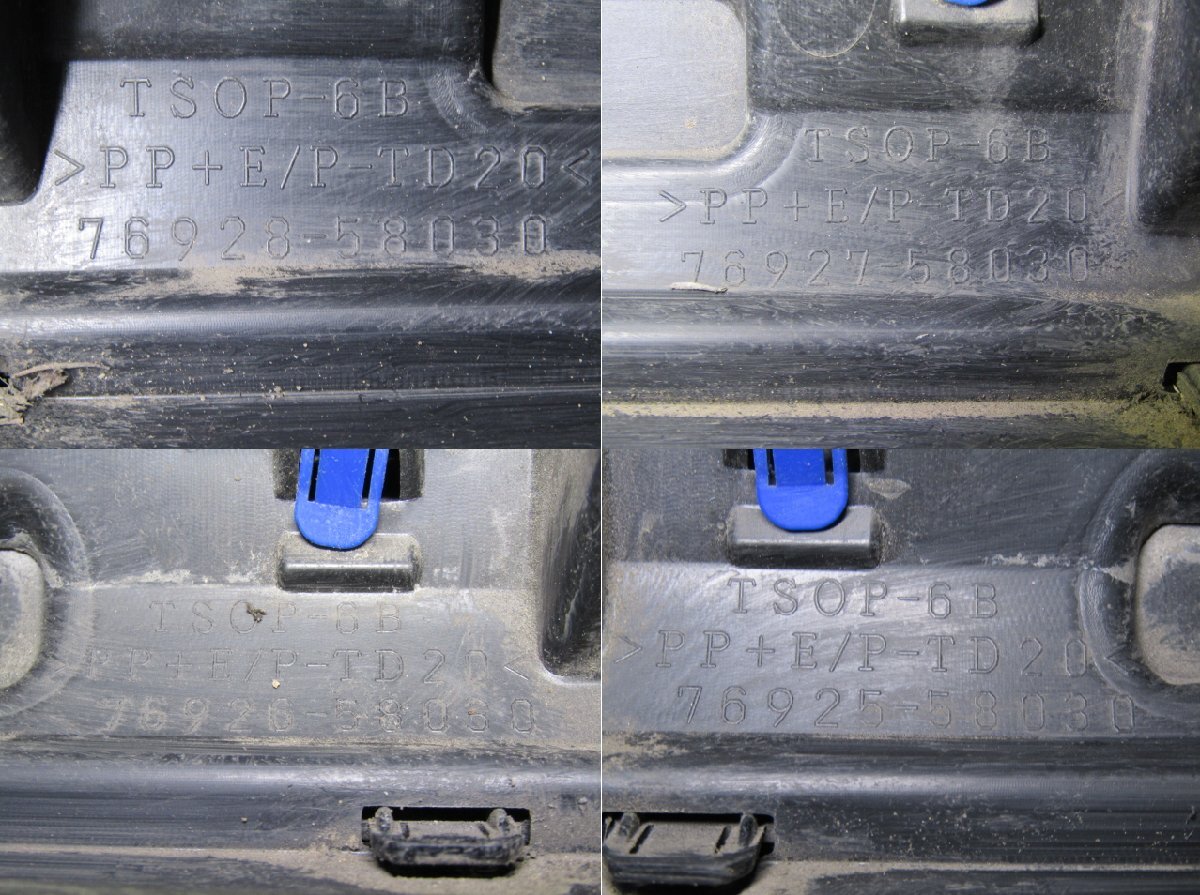 TSOP-6B
>PP+E/P-TD20<
76928-58030
TSOP-6B
>PP+E/P-TD20<
76927-58030
TSOP-6B
>PP+E/P-TD20<
76926-58030
TSOP-6B
>PP+E/P-TD20<
76925-58030